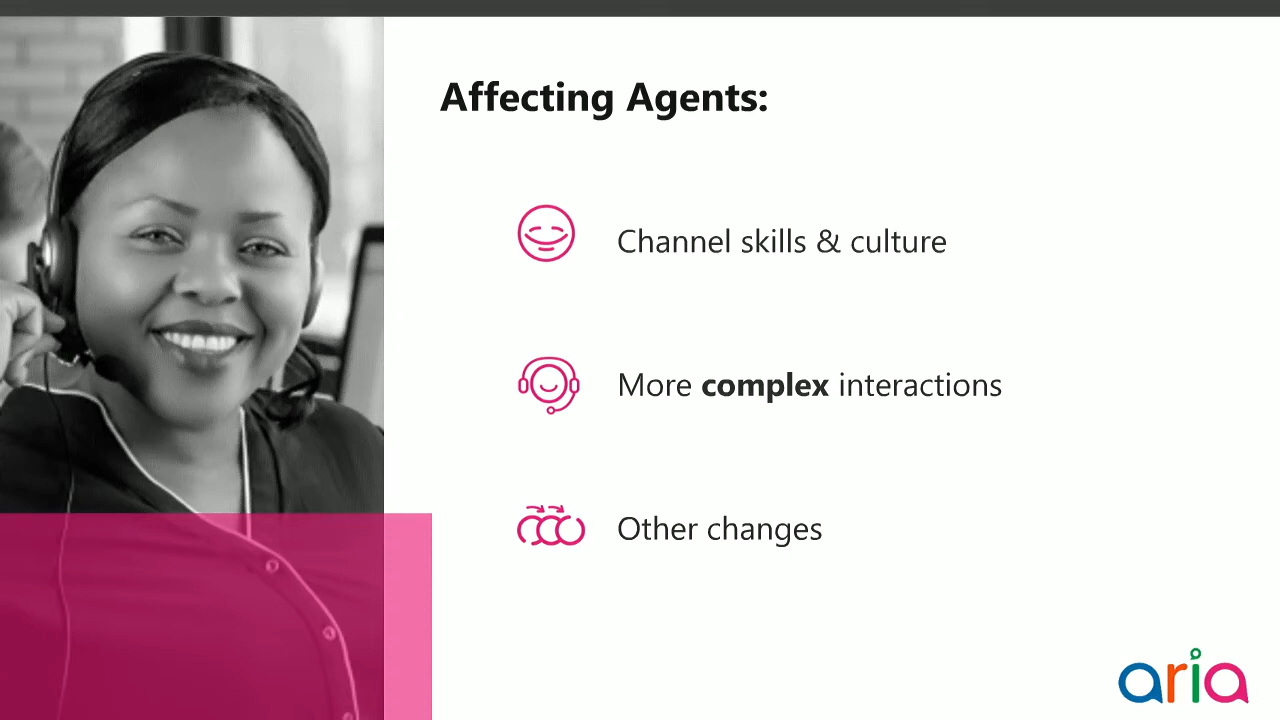 Affecting Agents:
Channel skills & culture
More complex interactions
Other changes
aria